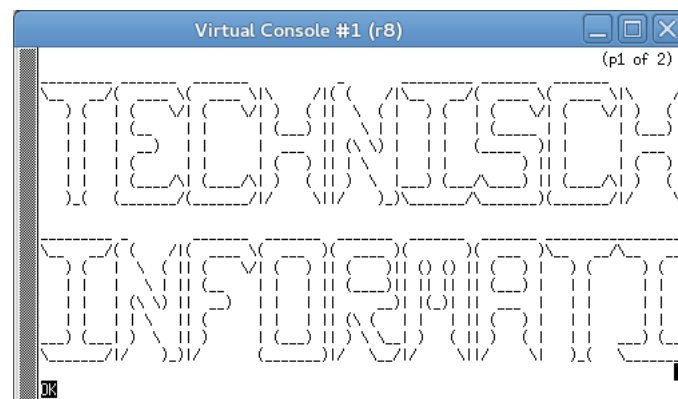 Virtual Console #1 (r8)
(p1 of 2)
TECHNISCH
INFORMATI
OK